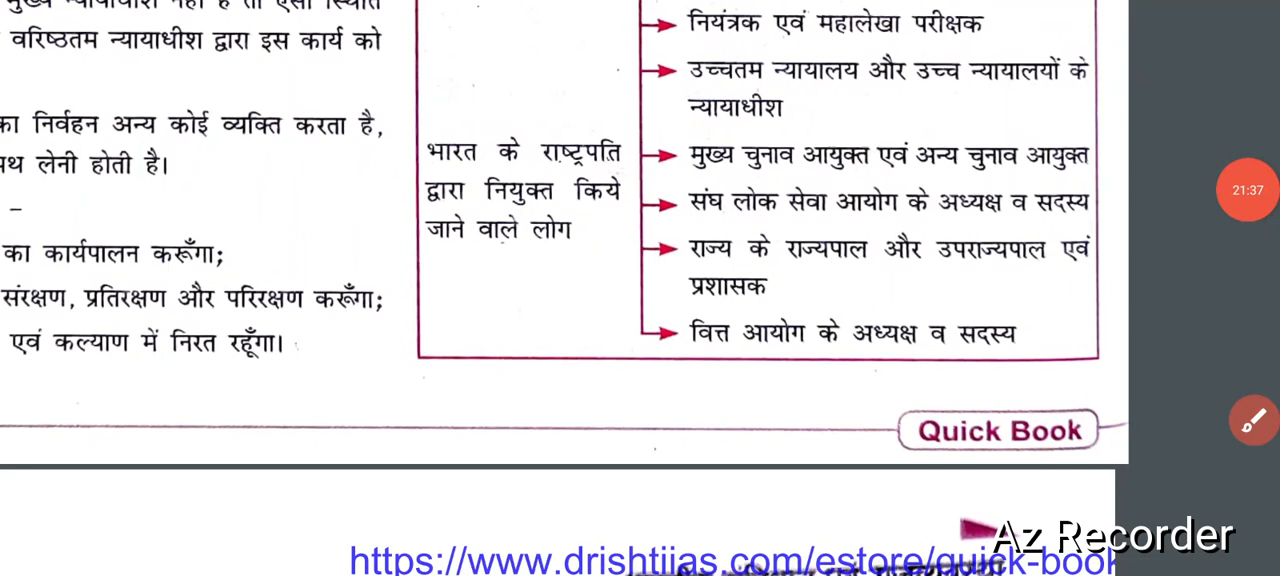 वरिष्ठतम न्यायाधीश द्वारा इस कार्य को
का निर्वहन अन्य कोई व्यक्ति करता है,
लेनी होती है।
–
का कार्यपालन करूँगा;
संरक्षण, प्रतिरक्षण और परिरक्षण करूँगा;
एवं कल्याण में निरत रहूँगा।
भारत के राष्ट्रपति
द्वारा नियुक्त किये
जाने वाले लोग
नियंत्रक एवं महालेखा परीक्षक
उच्चतम न्यायालय और उच्च न्यायालयों के
न्यायाधीश
मुख्य चुनाव आयुक्त एवं अन्य चुनाव आयुक्त
संघ लोक सेवा आयोग के अध्यक्ष व सदस्य
राज्य के राज्यपाल और उपराज्यपाल एवं
प्रशासक
वित्त आयोग के अध्यक्ष व सदस्य
21:37
Quick Book
Az Recorder
https://www.drishtiias.com/estore/quick-book